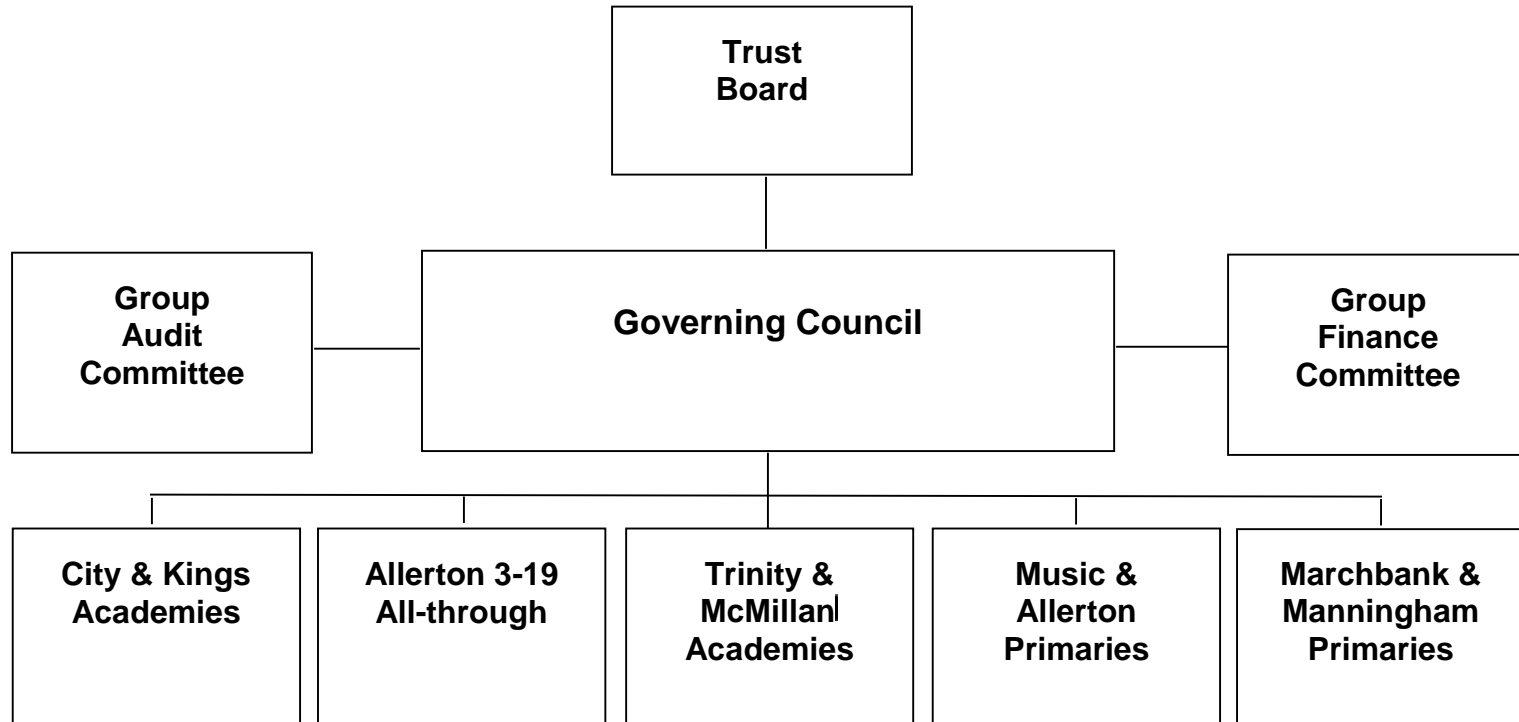 Trust
Board
Group
Audit
Committee
Governing Council
Group
Finance
Committee
City & Kings
Academies
Allerton 3-19
All-through
Trinity &
McMillan
Academies
Music &
Allerton
Primaries
Marchbank &
Manningham
Primaries